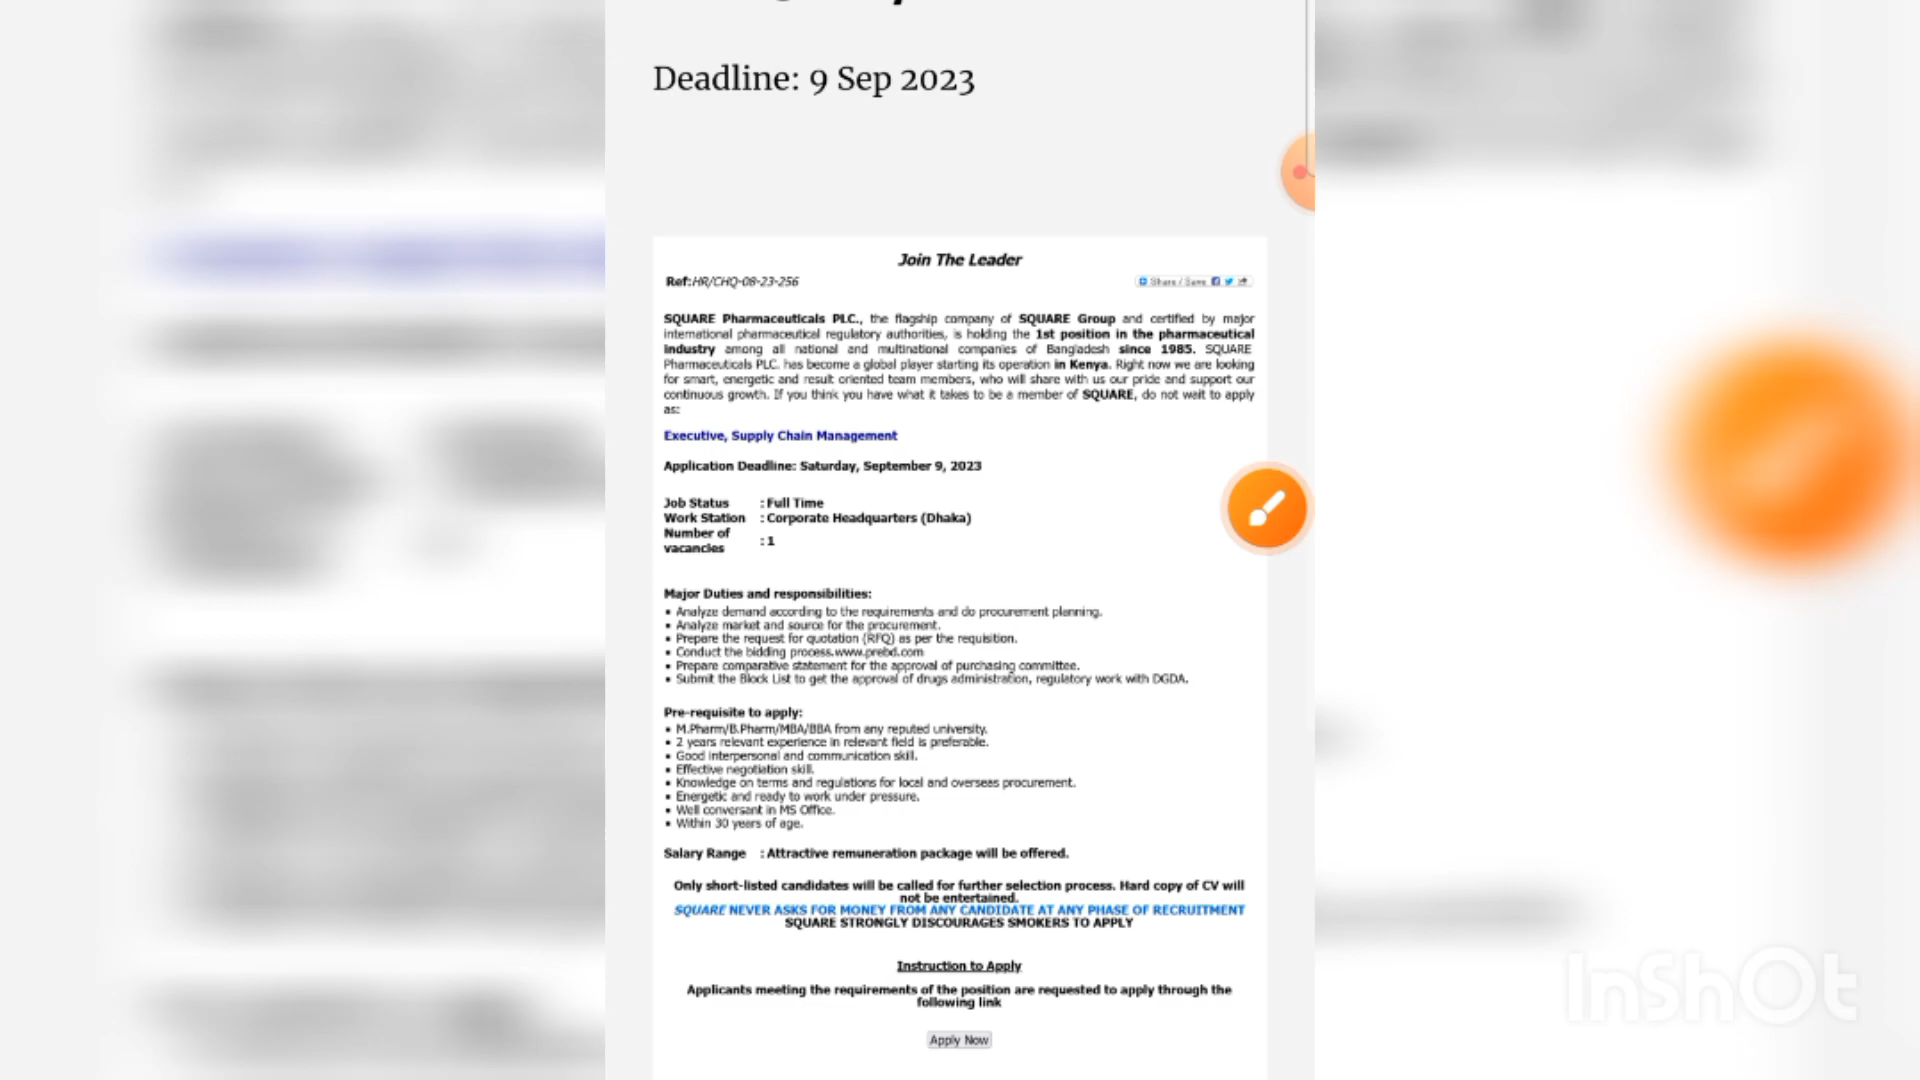 Deadline: 9 Sep 2023
Join The Leader
Ref:HR/CHQ-08-23-256
Share / Save
SQUARE Pharmaceuticals PLC., the flagship company of SQUARE Group and certified by major
international pharmaceutical regulatory authorities, is holding the 1st position in the pharmaceutical
industry among all national and multinational companies of Bangladesh since 1985. SQUARE
Pharmaceuticals PLC. has become a global player starting its operation in Kenya. Right now we are looking
for smart, energetic and result oriented team members, who will share with us our pride and support our
continuous growth. If you think you have what it takes to be a member of SQUARE, do not wait to apply
as:
Executive, Supply Chain Management
Application Deadline: Saturday, September 9, 2023
Job Status : Full Time
Work Station : Corporate Headquarters (Dhaka)
Number of
vacancies : 1
Major Duties and responsibilities:
• Analyze demand according to the requirements and do procurement planning.
• Analyze market and source for the procurement.
• Prepare the request for quotation (RFQ) as per the requisition.
• Conduct the bidding process.www.prebd.com
• Prepare comparative statement for the approval of purchasing committee.
• Submit the Block List to get the approval of drugs administration, regulatory work with DGDA.
Pre-requisite to apply:
• M.Pharm/B.Pharm/MBA/BBA from any reputed university.
• 2 years relevant experience in relevant field is preferable.
• Good interpersonal and communication skill.
• Effective negotiation skill.
• Knowledge on terms and regulations for local and overseas procurement.
• Energetic and ready to work under pressure.
• Well conversant in MS Office.
• Within 30 years of age.
Salary Range : Attractive remuneration package will be offered.
Only short-listed candidates will be called for further selection process. Hard copy of CV will
not be entertained.
SQUARE NEVER ASKS FOR MONEY FROM ANY CANDIDATE AT ANY PHASE OF RECRUITMENT
SQUARE STRONGLY DISCOURAGES SMOKERS TO APPLY
Instruction to Apply
Applicants meeting the requirements of the position are requested to apply through the
following link
Apply Now
InShOt